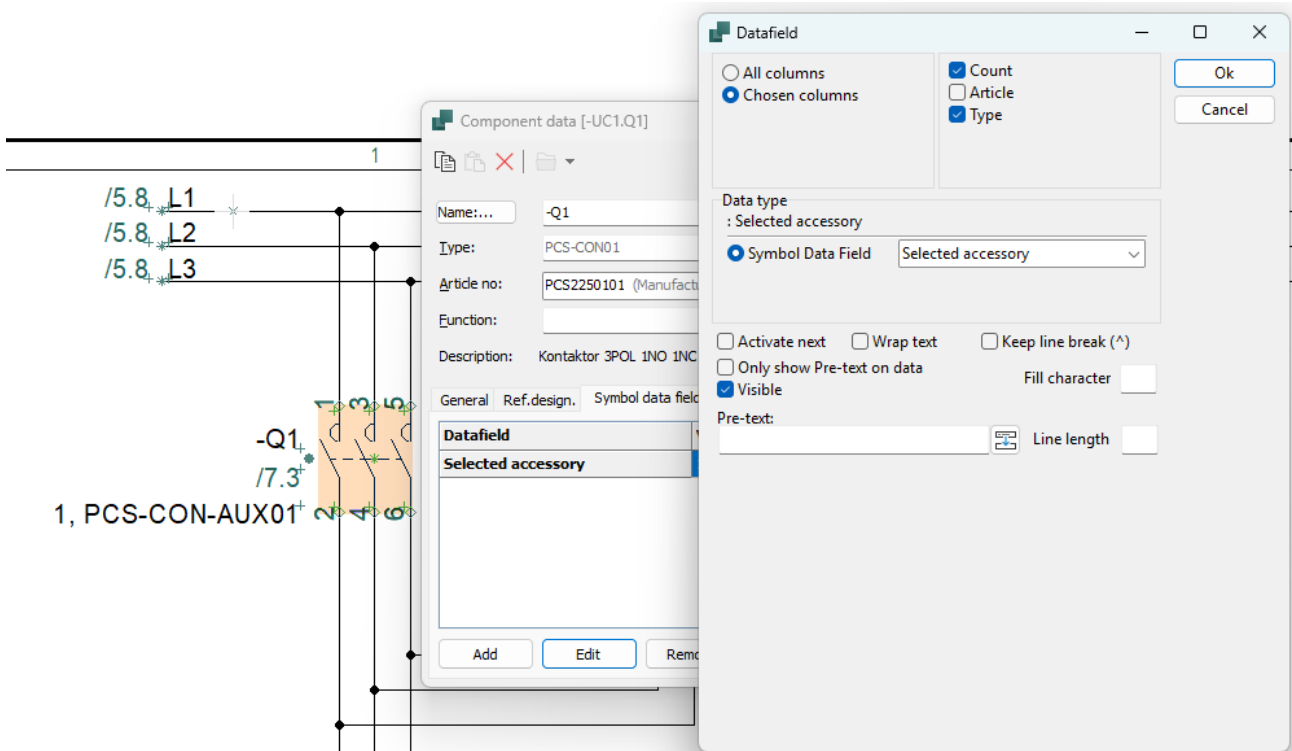 Datafield
All columns
Chosen columns
Count
Article
Type
Ok
Cancel
Data type
: Selected accessory
Symbol Data Field
Selected accessory
Activate next
Wrap text
Keep line break (^)
Only show Pre-text on data
Fill character
Visible
Pre-text:
Line length
Component data [-UC1.Q1]
Name:...
-Q1
Type:
PCS-CON01
Article no:
PCS2250101 (Manufactu
Function:
Description:
Kontaktor 3POL 1NO 1NC
General
Ref.design.
Symbol data field
Datafield
Selected accessory
Add
Edit
Remo
1
/5.8
L1
/5.8
L2
/5.8
L3
1 3 5
-Q1
/7.3
1, PCS-CON-AUX01
2 4 6